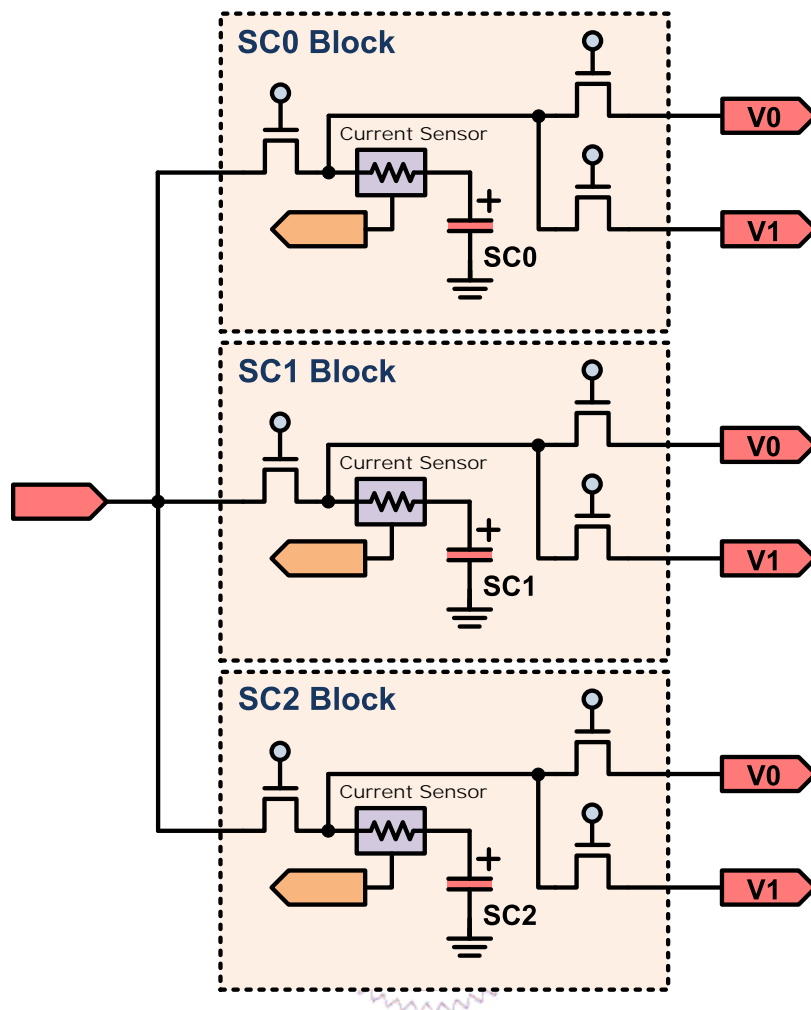 SC0 Block
V0
Current Sensor
V1
SC0
SC1 Block
V0
Current Sensor
V1
SC1
SC2 Block
V0
Current Sensor
V1
SC2